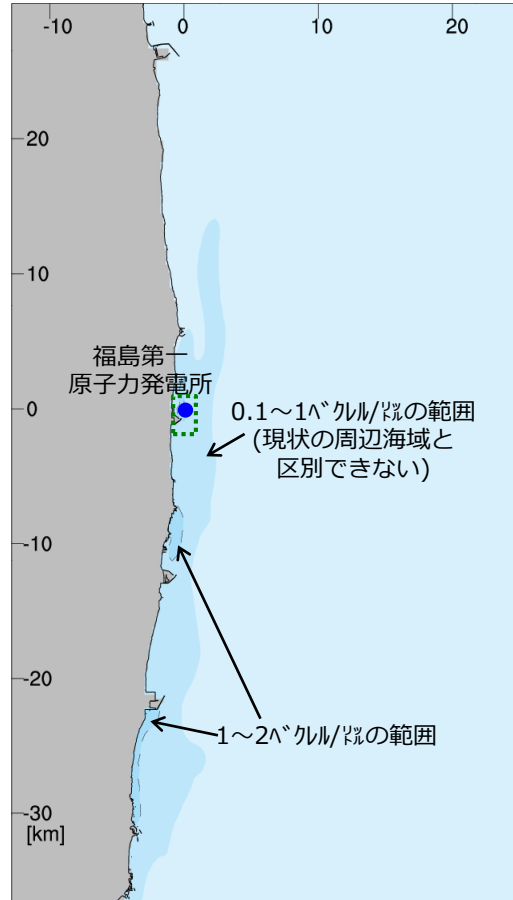 -10
0
10
20
20
10
福島第一
原子力発電所
0
0.1～1ﾍﾞｸﾚﾙ/㍑の範囲
(現状の周辺海域と
区別できない)
-10
-20
1～2ﾍﾞｸﾚﾙ/㍑の範囲
-30
[km]